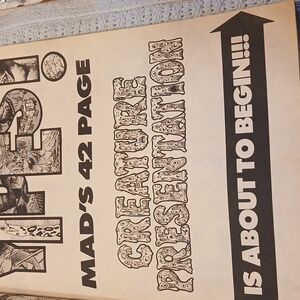 MAD'S 42 PAGE
CREATURE
PRESENTATION
IS ABOUT TO BEGIN!!!